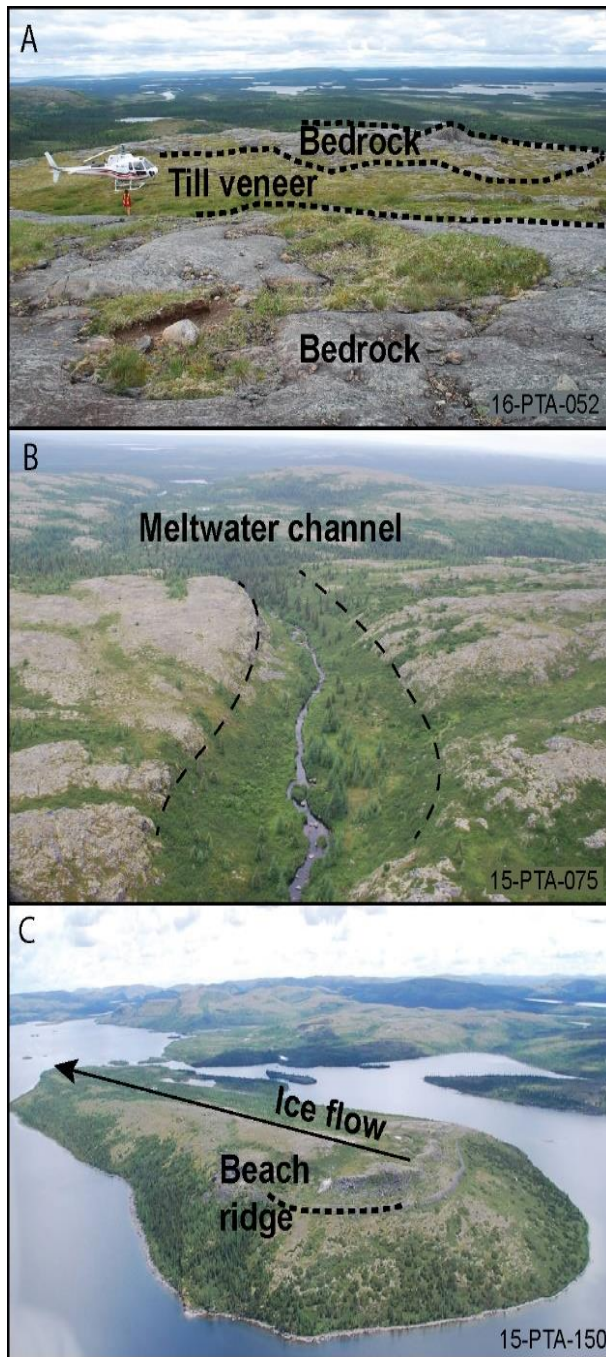 A
Bedrock
Till veneer
Bedrock
16-PTA-052
B
Meltwater channel
15-PTA-075
C
Ice flow
Beach
ridge
15-PTA-150